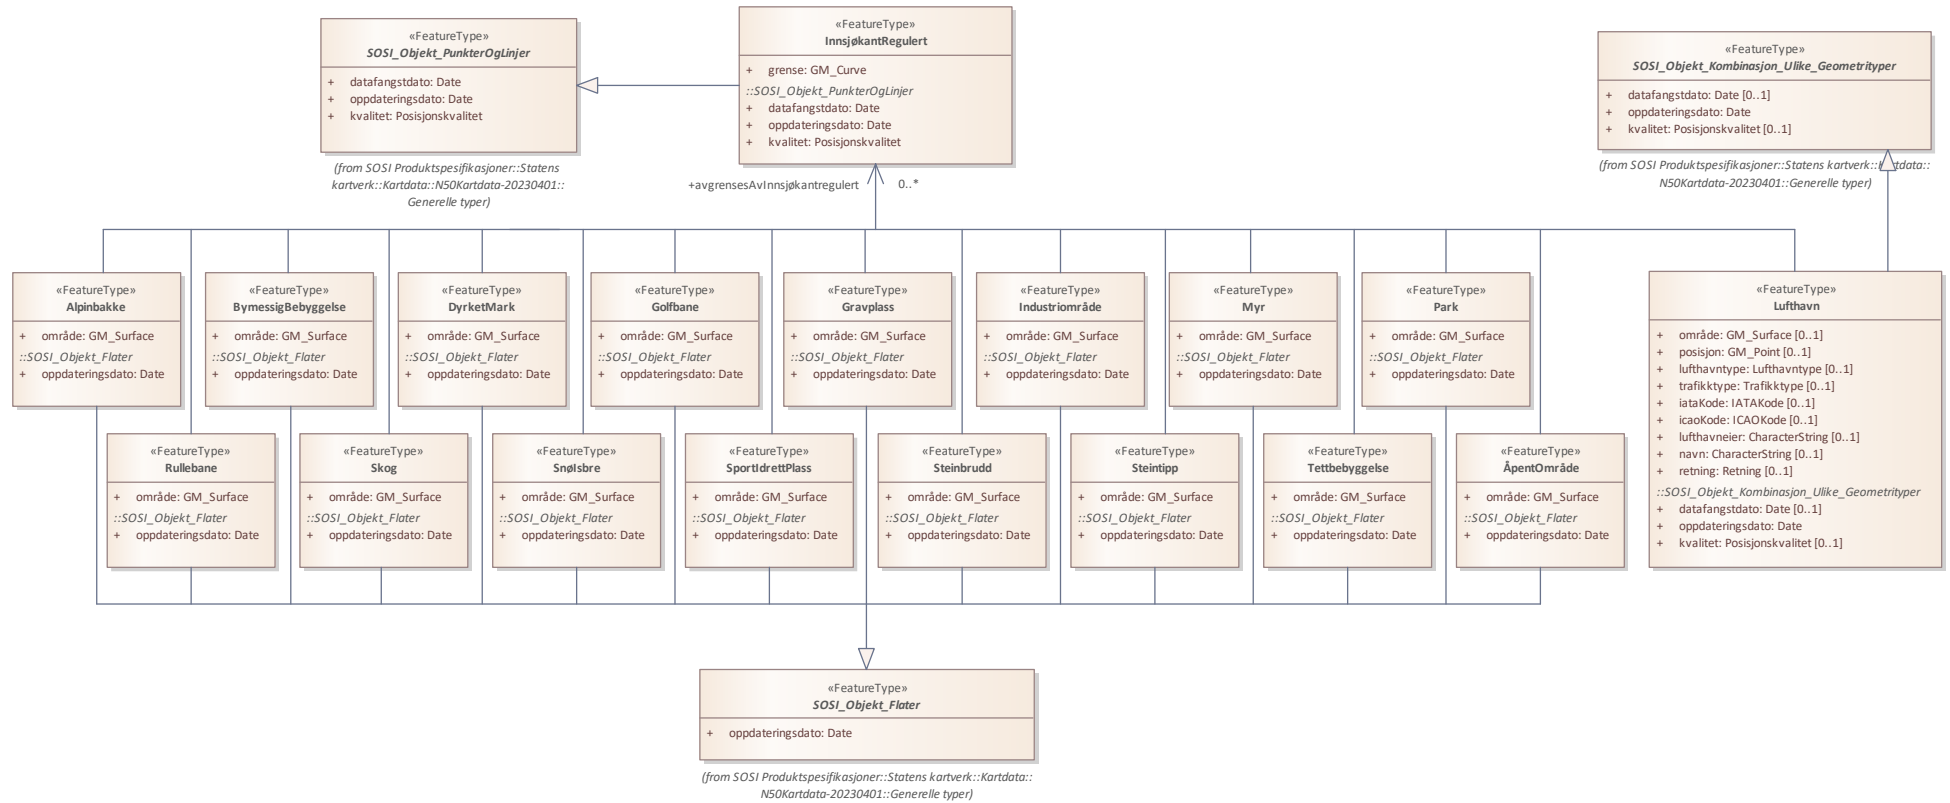 «FeatureType»
SOSI_Objekt_PunkterOgLinjer
+ datafangstdato: Date
+ oppdateringsdato: Date
+ kvalitet: Posisjonskvalitet
(from SOSI Produktspesifikasjoner::Statens
kartverk::Kartdata::N50Kartdata-20230401::
Generelle typer)
«FeatureType»
InnsjøkantRegulert
+ grense: GM_Curve
::SOSI_Objekt_PunkterOgLinjer
+ datafangstdato: Date
+ oppdateringsdato: Date
+ kvalitet: Posisjonskvalitet
+avgrensesAvInnsjøkantregulert
0..*
«FeatureType»
SOSI_Objekt_Kombinasjon_Ulike_Geometrityper
+ datafangstdato: Date [0..1]
+ oppdateringsdato: Date
+ kvalitet: Posisjonskvalitet [0..1]
(from SOSI Produktspesifikasjoner::Statens kartverk::Kartdata::
N50Kartdata-20230401::Generelle typer)
«FeatureType»
Alpinbakke
+ område: GM_Surface
::SOSI_Objekt_Flater
+ oppdateringsdato: Date
«FeatureType»
BymessigBebyggelse
+ område: GM_Surface
::SOSI_Objekt_Flater
+ oppdateringsdato: Date
«FeatureType»
DyrketMark
+ område: GM_Surface
::SOSI_Objekt_Flater
+ oppdateringsdato: Date
«FeatureType»
Golfbane
+ område: GM_Surface
::SOSI_Objekt_Flater
+ oppdateringsdato: Date
«FeatureType»
Gravplass
+ område: GM_Surface
::SOSI_Objekt_Flater
+ oppdateringsdato: Date
«FeatureType»
Industriområde
+ område: GM_Surface
::SOSI_Objekt_Flater
+ oppdateringsdato: Date
«FeatureType»
Myr
+ område: GM_Surface
::SOSI_Objekt_Flater
+ oppdateringsdato: Date
«FeatureType»
Park
+ område: GM_Surface
::SOSI_Objekt_Flater
+ oppdateringsdato: Date
«FeatureType»
Lufthavn
+ område: GM_Surface [0..1]
+ posisjon: GM_Point [0..1]
+ lufthavntype: Lufthavntype [0..1]
+ trafikktype: Trafikktype [0..1]
+ iataKode: IATAKode [0..1]
+ icaoKode: ICAOKode [0..1]
+ lufthavneier: CharacterString [0..1]
+ navn: CharacterString [0..1]
+ retning: Retning [0..1]
::SOSI_Objekt_Kombinasjon_Ulike_Geometrityper
+ datafangstdato: Date [0..1]
+ oppdateringsdato: Date
+ kvalitet: Posisjonskvalitet [0..1]
«FeatureType»
Rullebane
+ område: GM_Surface
::SOSI_Objekt_Flater
+ oppdateringsdato: Date
«FeatureType»
Skog
+ område: GM_Surface
::SOSI_Objekt_Flater
+ oppdateringsdato: Date
«FeatureType»
SnøIsbre
+ område: GM_Surface
::SOSI_Objekt_Flater
+ oppdateringsdato: Date
«FeatureType»
SportIdrettPlass
+ område: GM_Surface
::SOSI_Objekt_Flater
+ oppdateringsdato: Date
«FeatureType»
Steinbrudd
+ område: GM_Surface
::SOSI_Objekt_Flater
+ oppdateringsdato: Date
«FeatureType»
Steintipp
+ område: GM_Surface
::SOSI_Objekt_Flater
+ oppdateringsdato: Date
«FeatureType»
Tettbebyggelse
+ område: GM_Surface
::SOSI_Objekt_Flater
+ oppdateringsdato: Date
«FeatureType»
ÅpentOmråde
+ område: GM_Surface
::SOSI_Objekt_Flater
+ oppdateringsdato: Date
«FeatureType»
SOSI_Objekt_Flater
+ oppdateringsdato: Date
(from SOSI Produktspesifikasjoner::Statens kartverk::Kartdata::
N50Kartdata-20230401::Generelle typer)